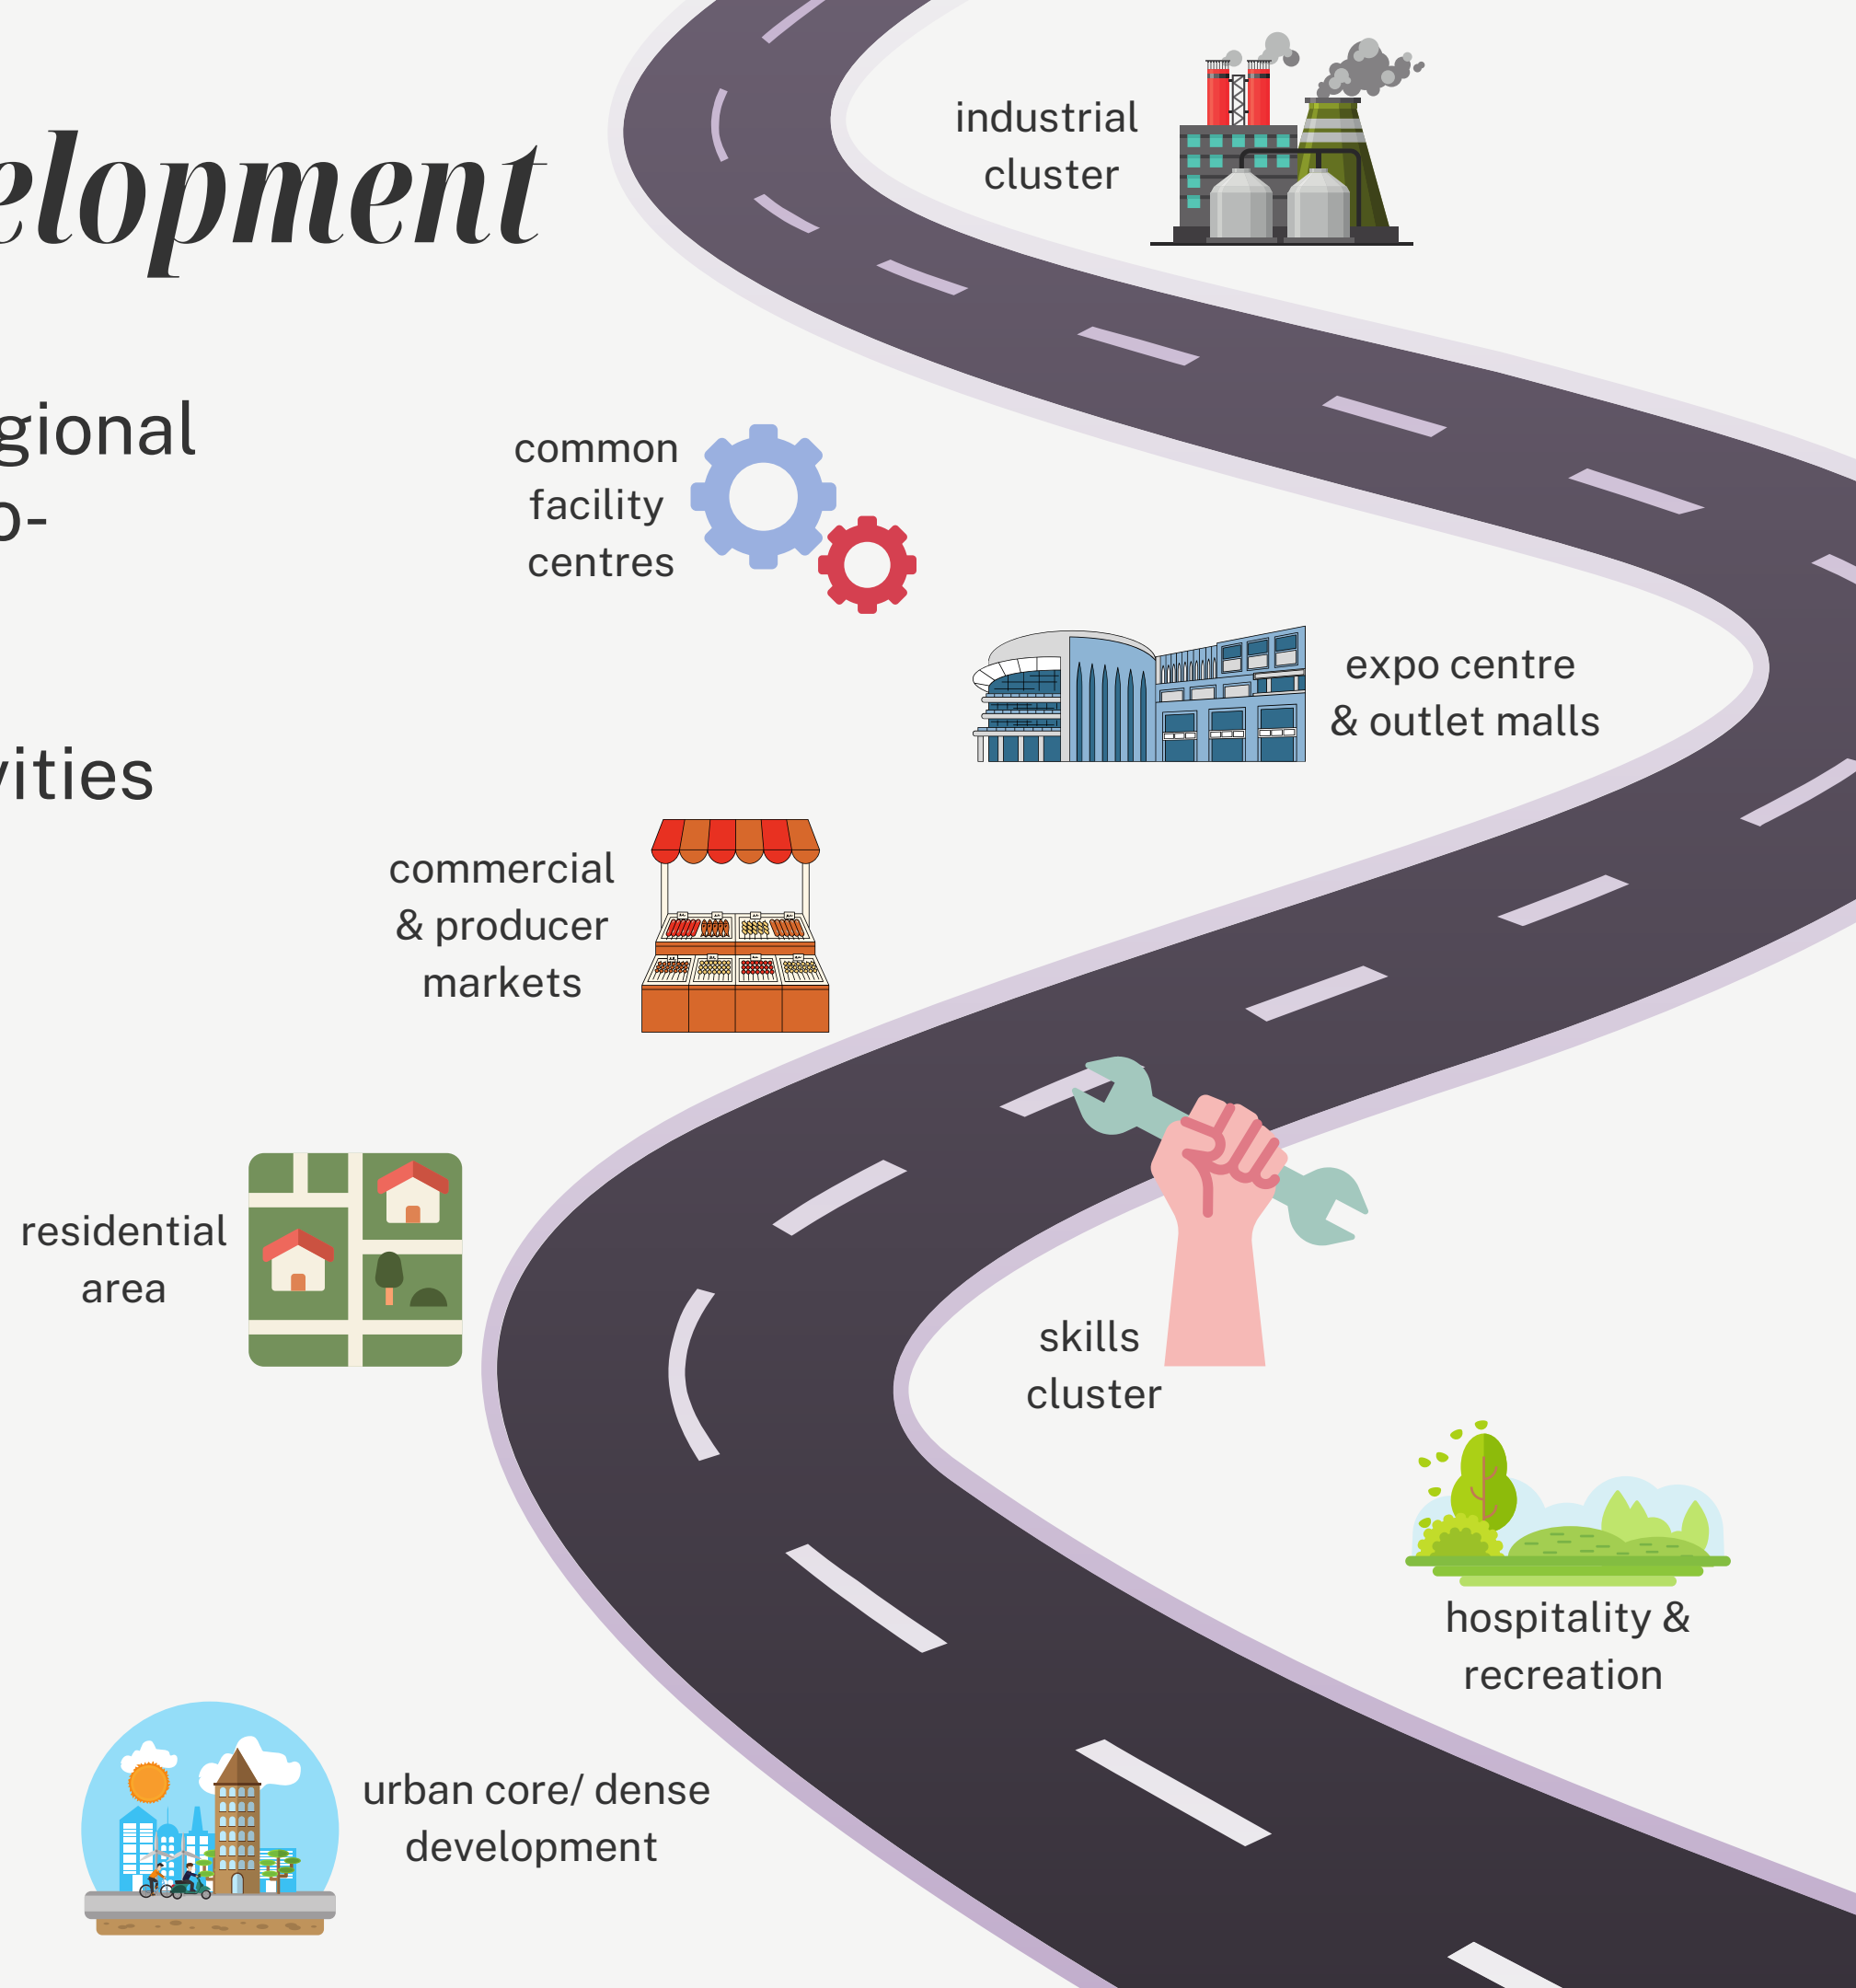 elopment
gional
o-
vities
industrial
cluster
common
facility
centres
expo centre
& outlet malls
commercial
& producer
markets
residential
area
skills
cluster
hospitality &
recreation
urban core/ dense
development